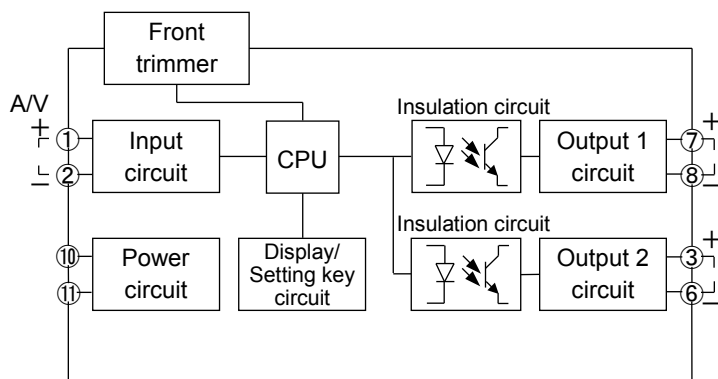 Front
trimmer
A/V
+
①
−
②
Input
circuit
CPU
Insulation circuit
Output 1
circuit
+
⑦
⑧
−
⑩
⑪
Power
circuit
Display/
Setting key
circuit
Insulation circuit
Output 2
circuit
+
③
⑥
−